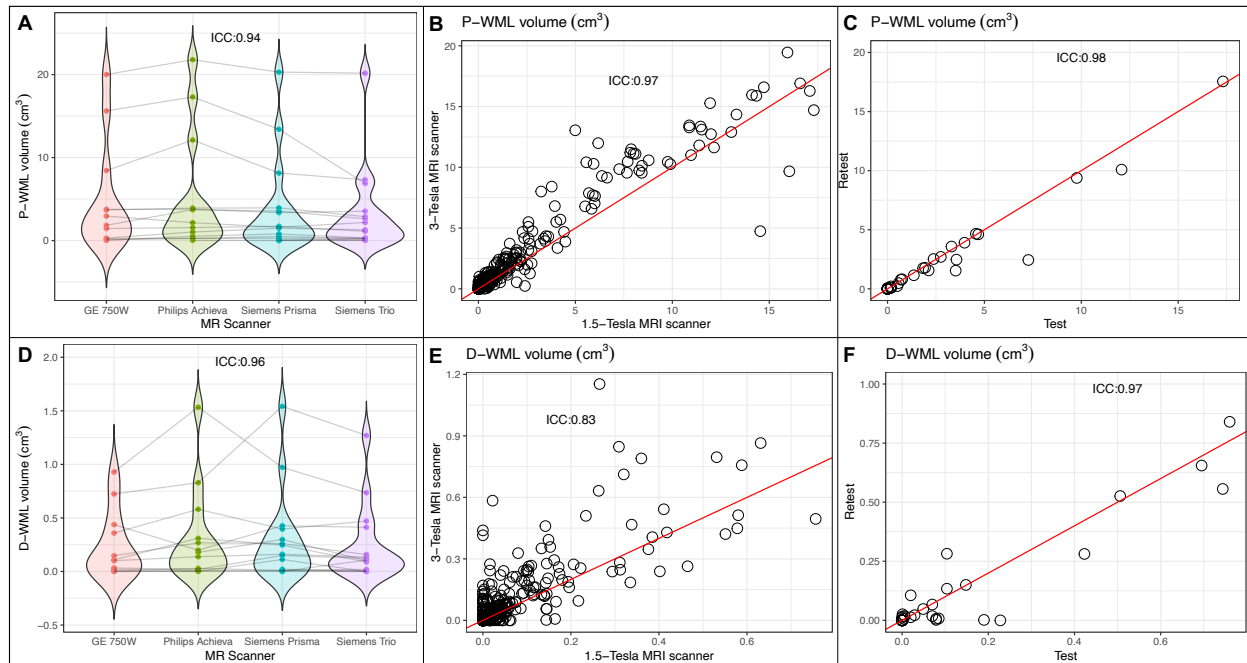 A
ICC:0.94
P−WML volume (cm³)
20
10
0
GE 750W
Philips Achieva
Siemens Prisma
Siemens Trio
MR Scanner
B
P−WML volume (cm³)
ICC:0.97
3−Tesla MRI scanner
20
15
10
5
0
0
5
10
15
1.5−Tesla MRI scanner
C
P−WML volume (cm³)
ICC:0.98
Retest
20
15
10
5
0
0
5
10
15
Test
D
ICC:0.96
D−WML volume (cm³)
2.0
1.5
1.0
0.5
0.0
−0.5
GE 750W
Philips Achieva
Siemens Prisma
Siemens Trio
MR Scanner
E
D−WML volume (cm³)
ICC:0.83
3−Tesla MRI scanner
1.2
0.9
0.6
0.3
0.0
0.0
0.2
0.4
0.6
1.5−Tesla MRI scanner
F
D−WML volume (cm³)
ICC:0.97
Retest
1.00
0.75
0.50
0.25
0.00
0.0
0.2
0.4
0.6
Test